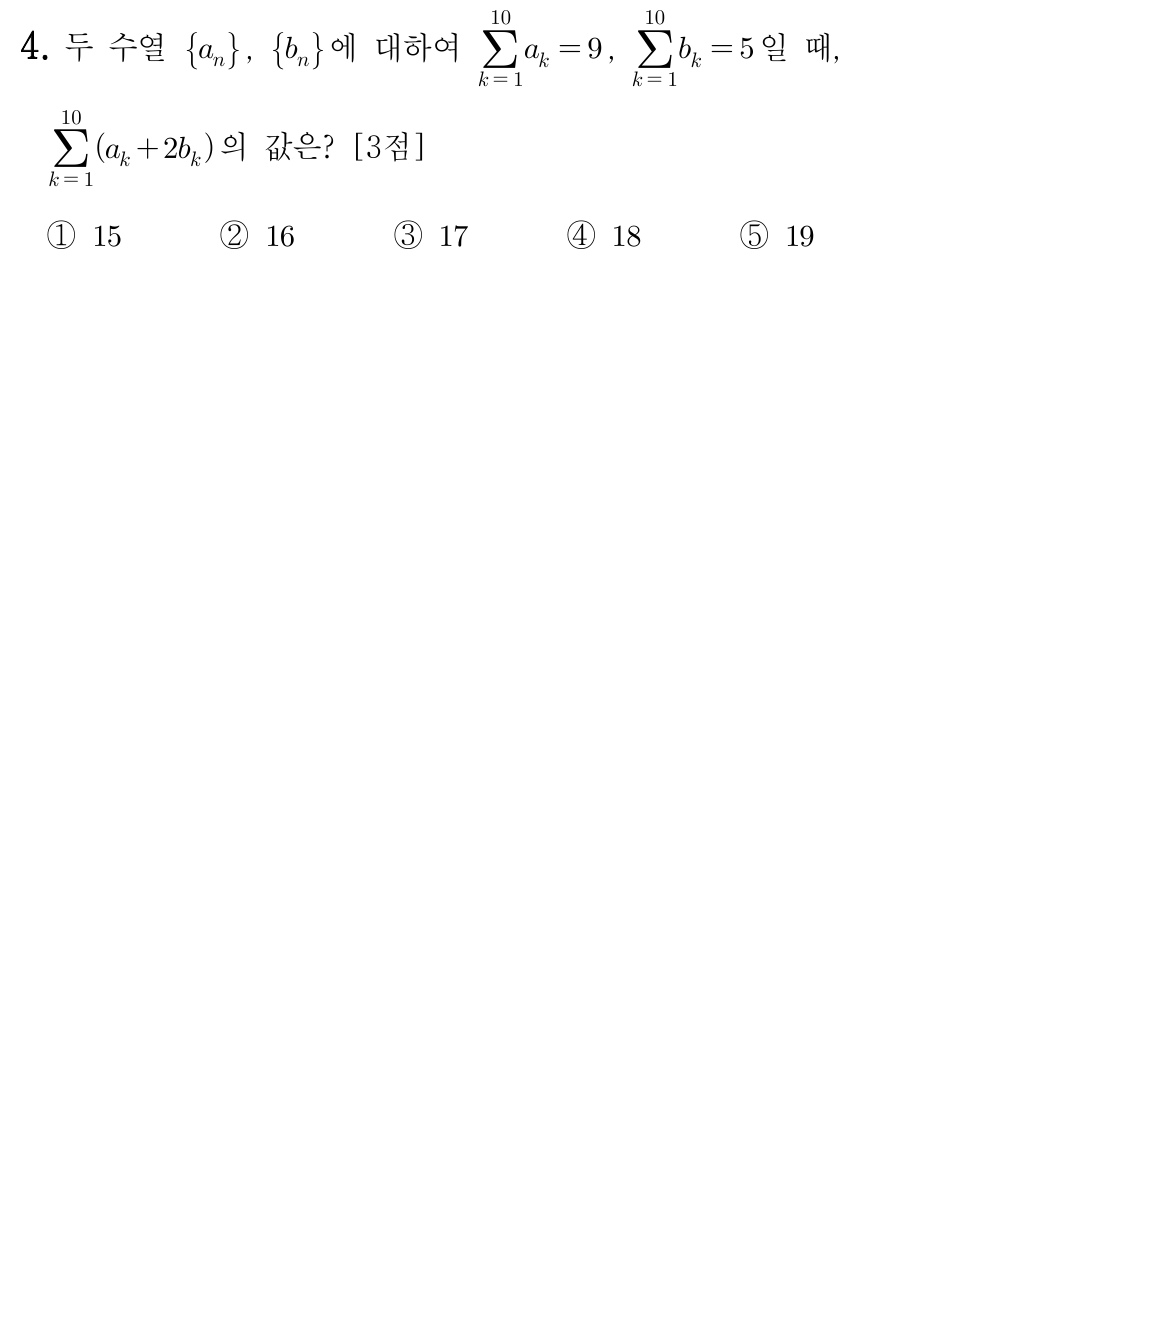 4. 두 수열 {aₙ}, {bₙ}에 대하여 \sum_{k=1}^{10} a_k = 9, \sum_{k=1}^{10} b_k = 5일 때,
\sum_{k=1}^{10} (a_k + 2b_k)의 값은? [3점]
① 15 ② 16 ③ 17 ④ 18 ⑤ 19